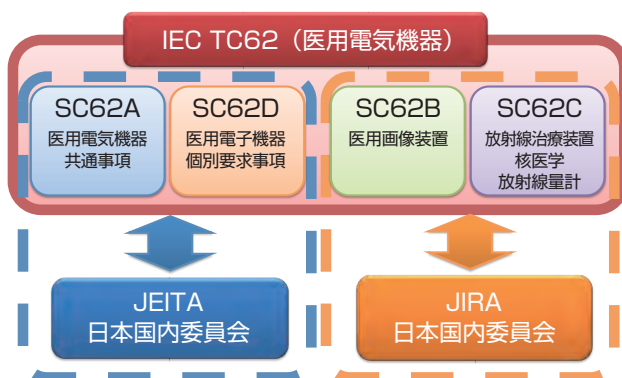 IEC TC62（医用電気機器）
SC62A
医用電気機器
共通事項
SC62D
医用電子機器
個別要求事項
SC62B
医用画像装置
SC62C
放射線治療装置
核医学
放射線量計
JEITA
日本国内委員会
JIRA
日本国内委員会